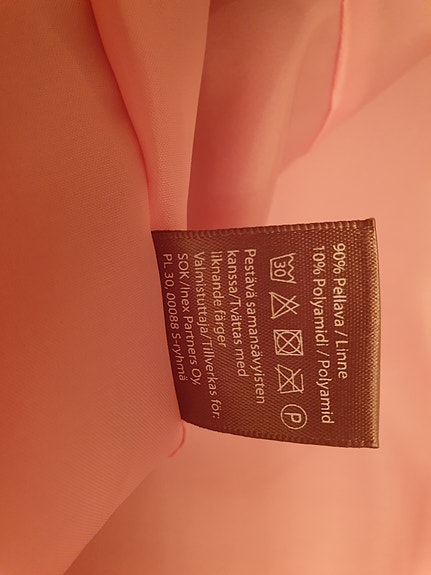 90% Pellava / Linne
10% Polyamidi / Polyamid
30 P
Pestävä samansävyisten
kanssa/Tvättas med
liknande färger
Valmistuttaja/Tillverkas för:
SOK/Inex Partners Oy,
PL 30, 00088 S-ryhmä